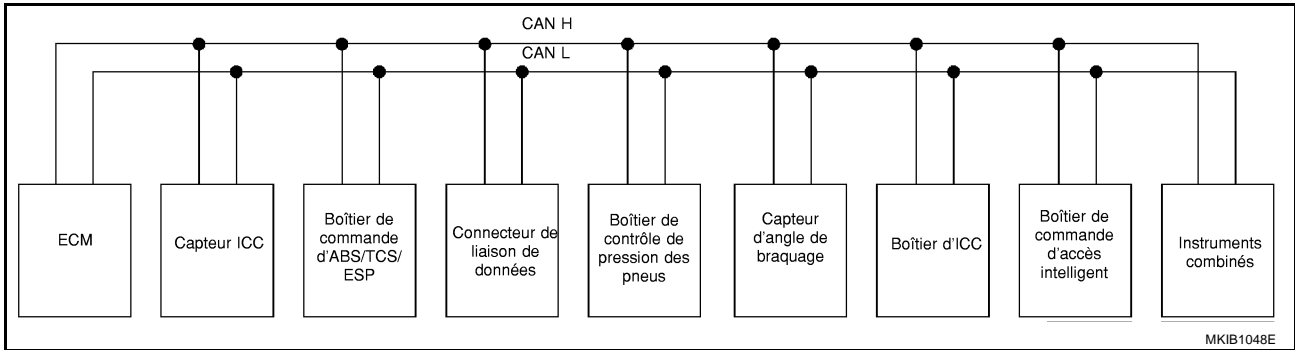 CAN H
CAN L
ECM
Capteur ICC
Boîtier de
commande
d'ABS/TCS/
ESP
Connecteur de
liaison de
données
Boîtier de
contrôle de
pression des
pneus
Capteur
d'angle de
braquage
Boîtier d'ICC
Boîtier de
commande
d'accès
intelligent
Instruments
combinés
MKIB1048E